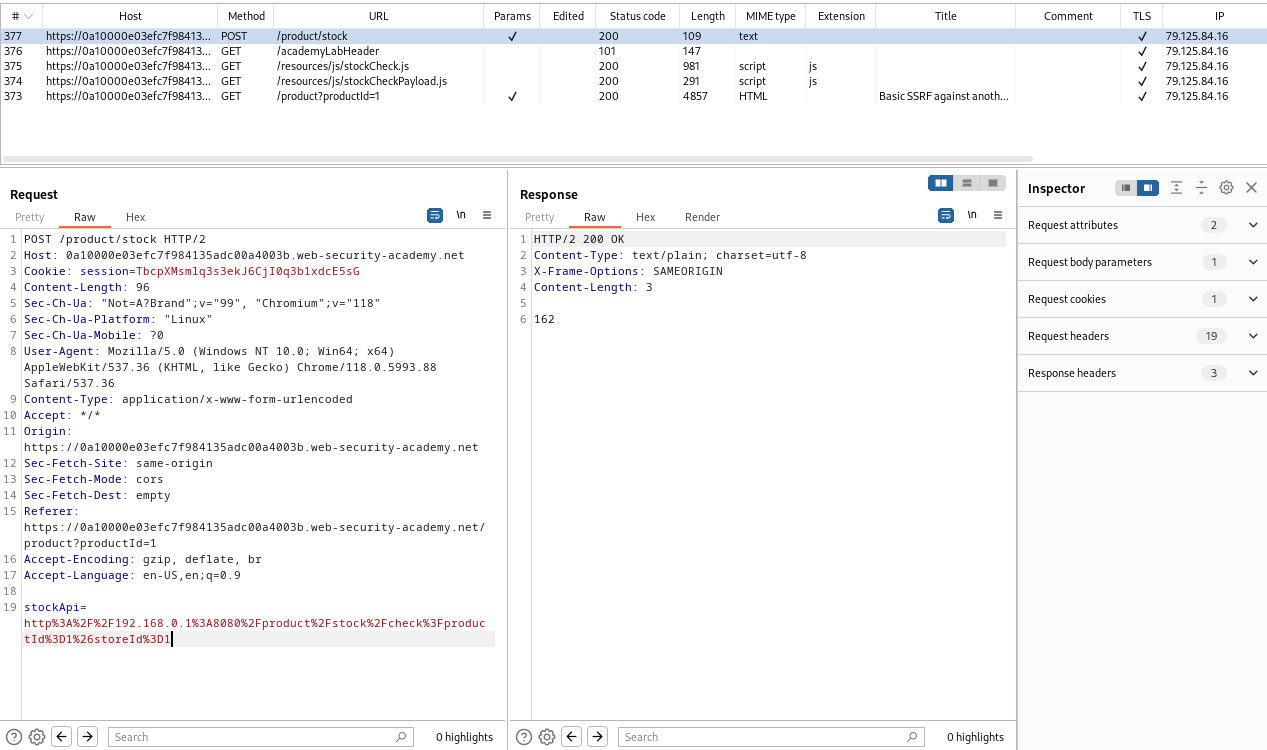 # Host Method URL Params Edited Status code Length MIME type Extension Title Comment TLS IP
377 https://0a10000e03efc7f98413... POST /product/stock ✓ 200 109 text ✓ 79.125.84.16
376 https://0a10000e03efc7f98413... GET /academyLabHeader 101 147 ✓ 79.125.84.16
375 https://0a10000e03efc7f98413... GET /resources/js/stockCheck.js 200 981 script js ✓ 79.125.84.16
374 https://0a10000e03efc7f98413... GET /resources/js/stockCheckPayload.js 200 291 script js ✓ 79.125.84.16
373 https://0a10000e03efc7f98413... GET /product?productId=1 ✓ 200 4857 HTML Basic SSRF against anoth... ✓ 79.125.84.16
Request
Pretty Raw Hex
\n
1 POST /product/stock HTTP/2
2 Host: 0a10000e03efc7f984135adc00a4003b.web-security-academy.net
3 Cookie: session=TbcpXMsmlq3s3ekJ6CjI0q3b1xdcE5sG
4 Content-Length: 96
5 Sec-Ch-Ua: "Not=A?Brand";v="99", "Chromium";v="118"
6 Sec-Ch-Ua-Platform: "Linux"
7 Sec-Ch-Ua-Mobile: ?0
8 User-Agent: Mozilla/5.0 (Windows NT 10.0; Win64; x64)
AppleWebKit/537.36 (KHTML, like Gecko) Chrome/118.0.5993.88
Safari/537.36
9 Content-Type: application/x-www-form-urlencoded
10 Accept: */*
11 Origin:
https://0a10000e03efc7f984135adc00a4003b.web-security-academy.net
12 Sec-Fetch-Site: same-origin
13 Sec-Fetch-Mode: cors
14 Sec-Fetch-Dest: empty
15 Referer:
https://0a10000e03efc7f984135adc00a4003b.web-security-academy.net/
product?productId=1
16 Accept-Encoding: gzip, deflate, br
17 Accept-Language: en-US,en;q=0.9
18
19 stockApi=
http%3A%2F%2F192.168.0.1%3A8080%2Fproduct%2Fstock%2Fcheck%3Fproduc
tId%3D1%26storeId%3D1
Search
0 highlights
Response
Pretty Raw Hex Render
\n
1 HTTP/2 200 OK
2 Content-Type: text/plain; charset=utf-8
3 X-Frame-Options: SAMEORIGIN
4 Content-Length: 3
5
6 162
Search
0 highlights
Inspector
Request attributes 2
Request body parameters 1
Request cookies 1
Request headers 19
Response headers 3